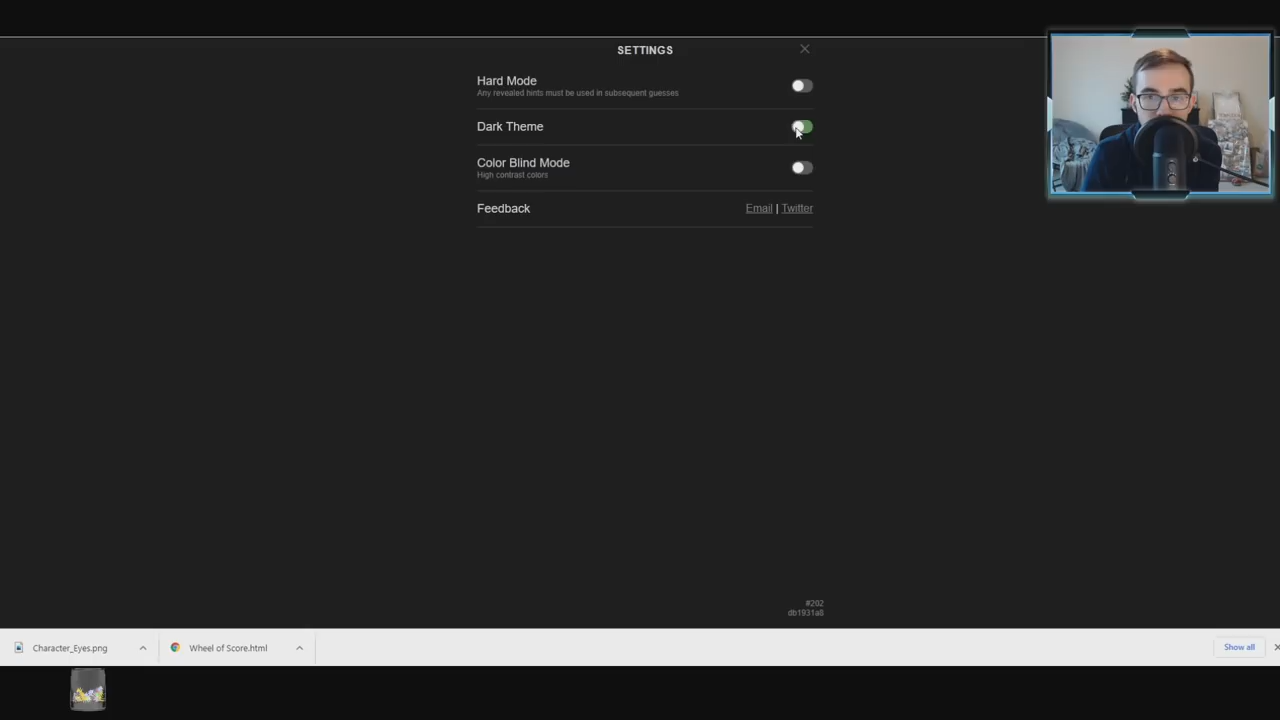 SETTINGS
Hard Mode
Any revealed hints must be used in subsequent guesses
Dark Theme
Color Blind Mode
High contrast colors
Feedback
Email | Twitter
#202
db1931a8
Character_Eyes.png
Wheel of Score.html
Show all